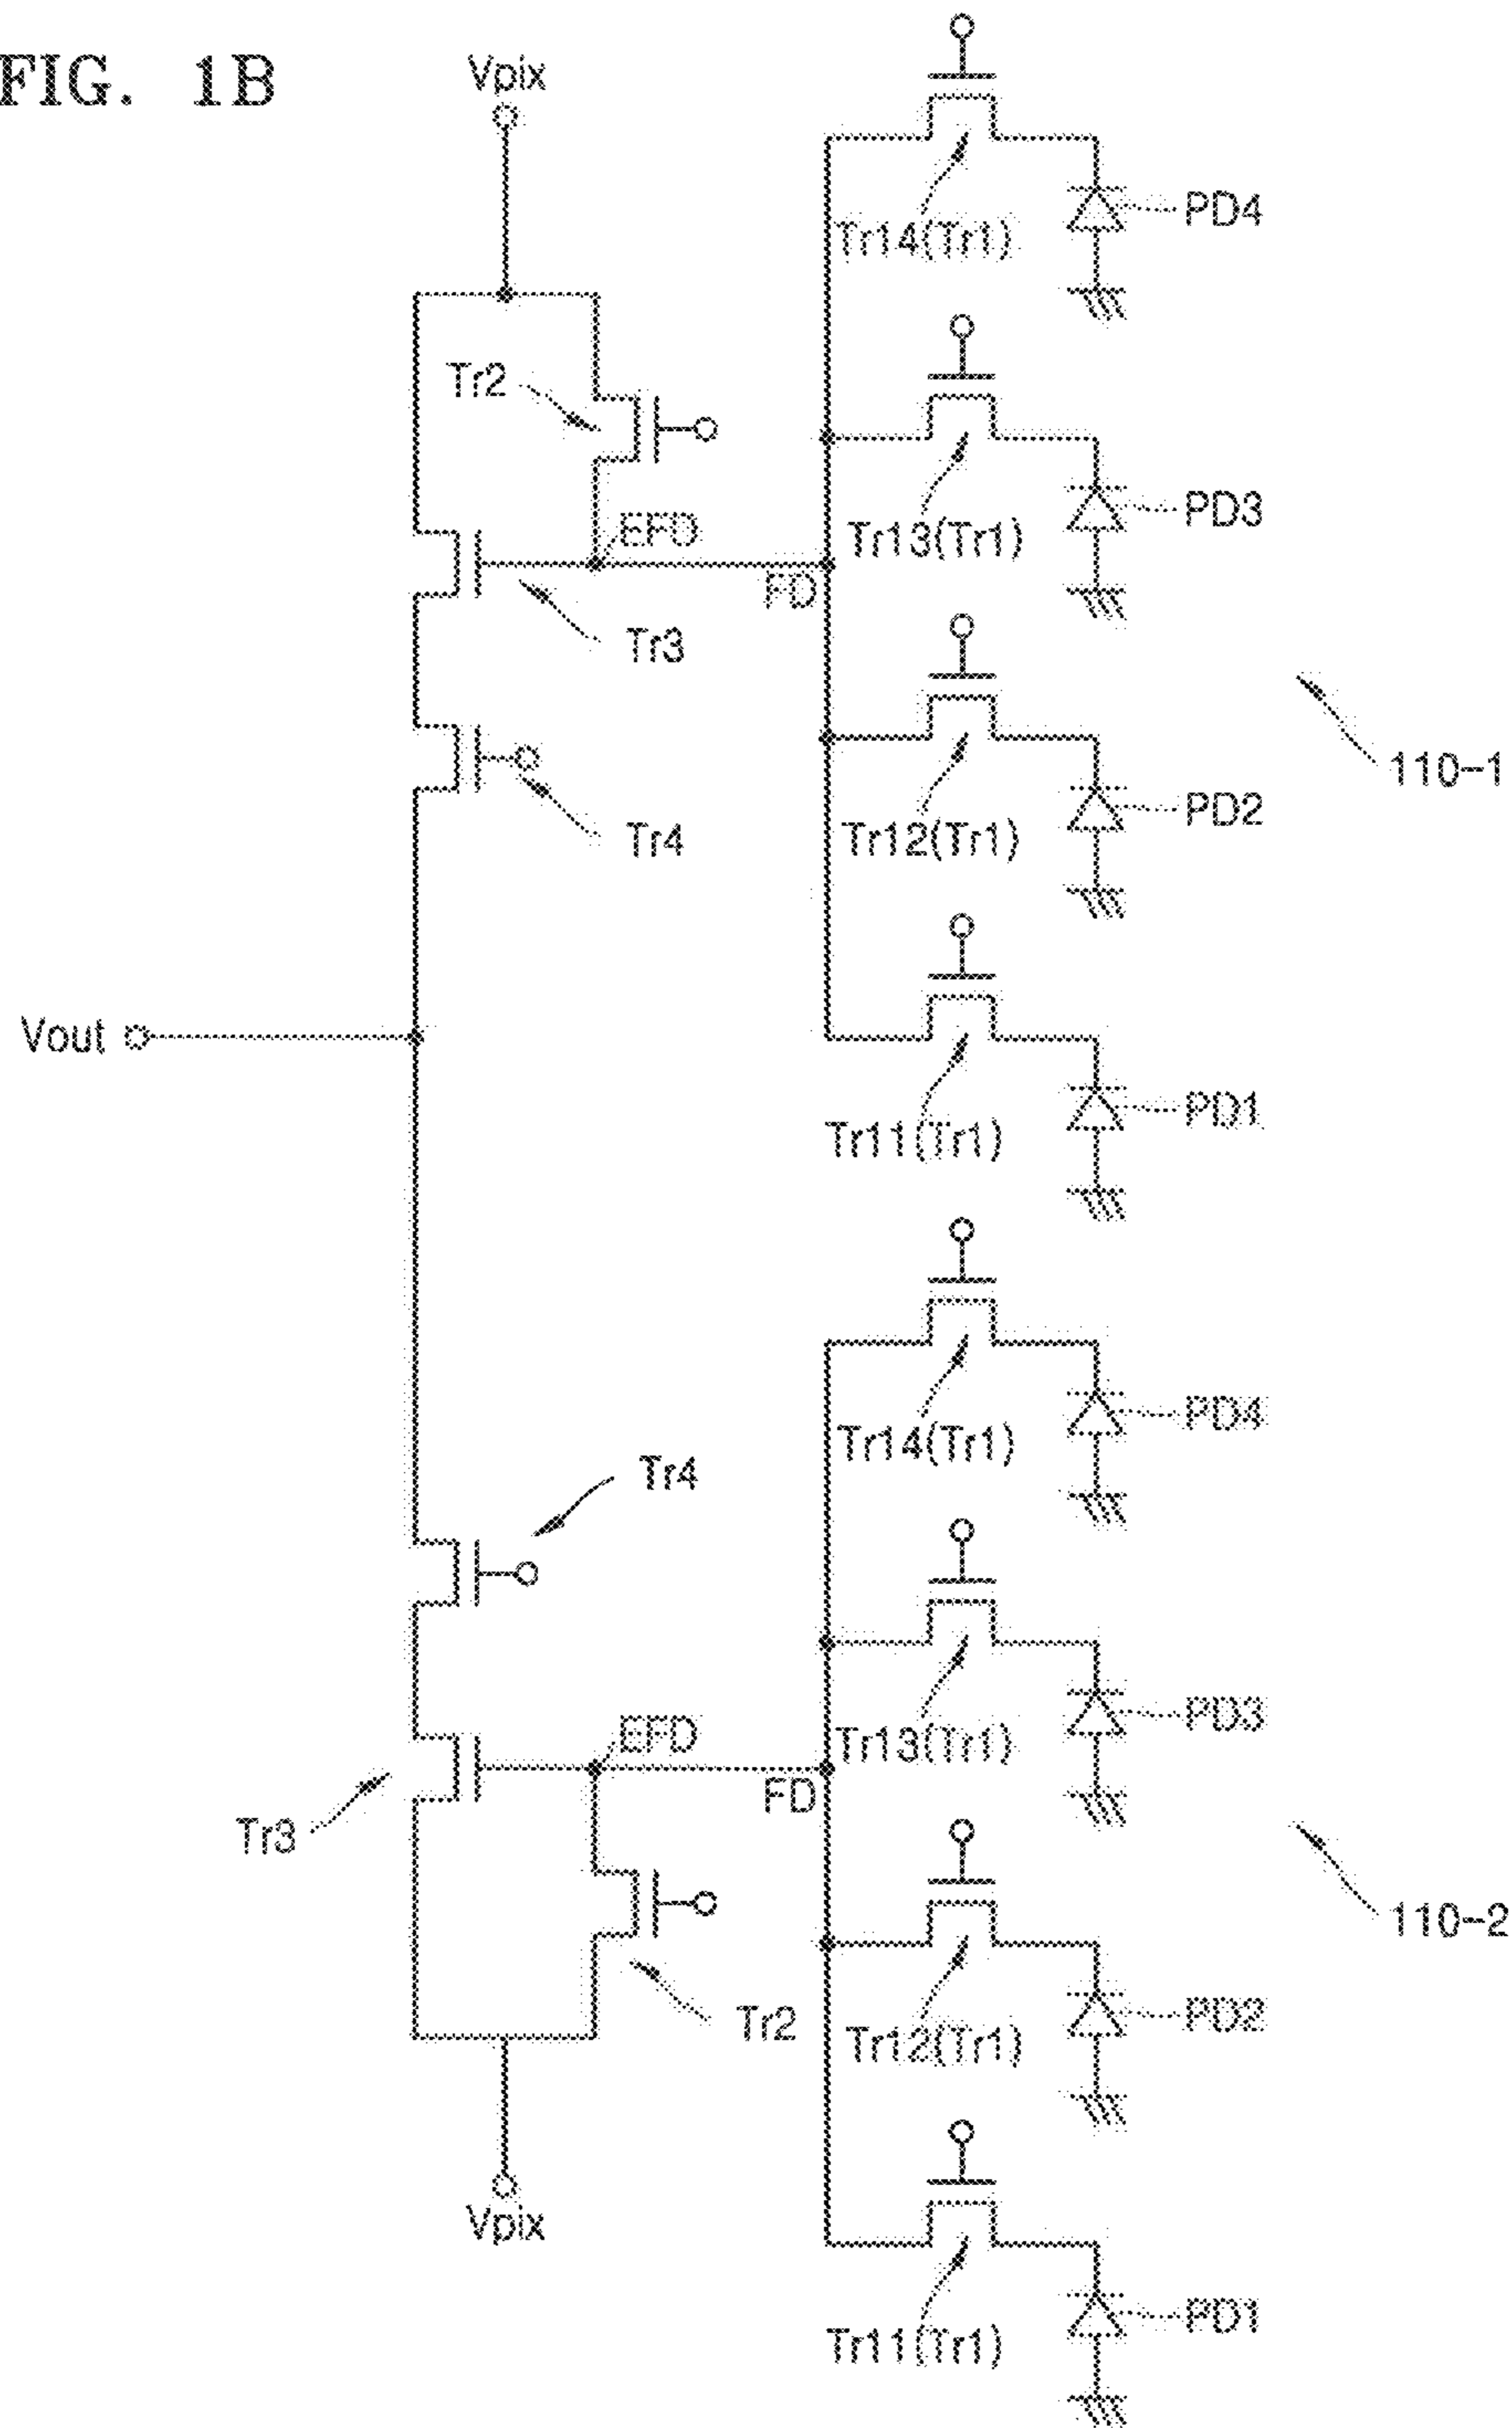 FIG. 1B
Vpix
PD4
Tr14(Tr1)
Tr2
PD3
EFD
Tr13(Tr1)
FD
Tr3
110-1
PD2
Tr12(Tr1)
Tr4
Vout
PD1
Tr11(Tr1)
PD4
Tr14(Tr1)
Tr4
PD3
EFD
Tr13(Tr1)
FD
Tr3
110-2
PD2
Tr2
Tr12(Tr1)
Vpix
PD1
Tr11(Tr1)